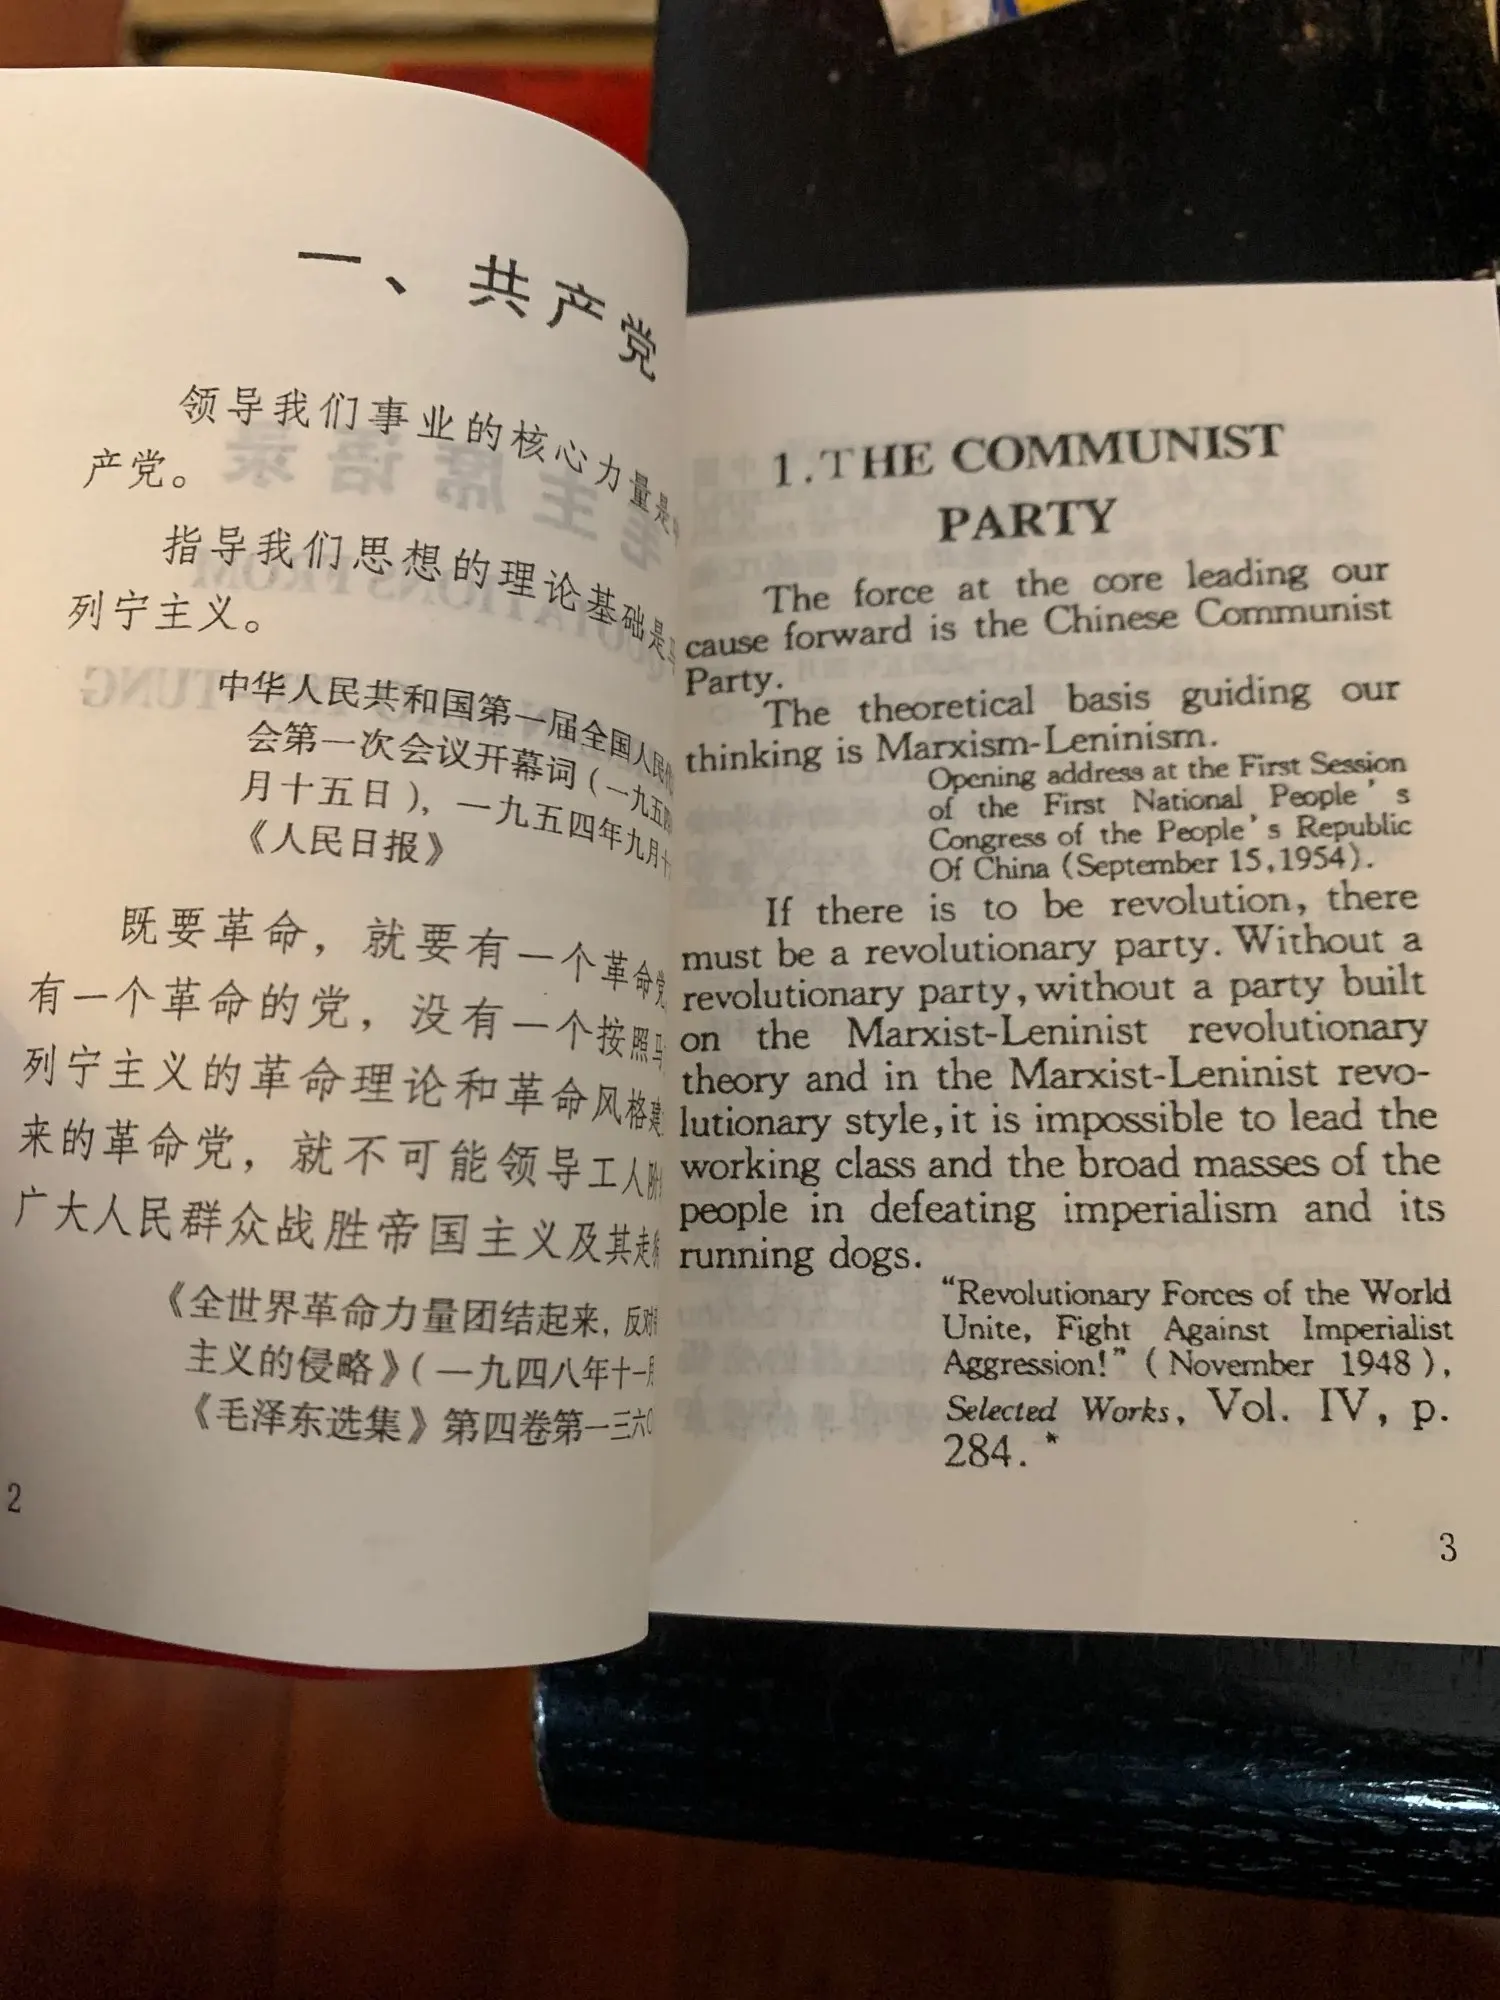 一、共产党
领导我们事业的核心力量是
产党。
指导我们思想的理论基础是马
列宁主义。
中华人民共和国第一届全国人民代
会第一次会议开幕词(一九五四
月十五日),一九五四年九月十
《人民日报》
既要革命，就要有一个革命党
有一个革命的党，没有一个按照马
列宁主义的革命理论和革命风格建
来的革命党，就不可能领导工人阶
广大人民群众战胜帝国主义及其走
《全世界革命力量团结起来，反对
主义的侵略》(一九四八年十一月
《毛泽东选集》第四卷第一三六〇
2
1.THE COMMUNIST
PARTY
The force at the core leading our
cause forward is the Chinese Communist
Party.
The theoretical basis guiding our
thinking is Marxism-Leninism.
Opening address at the First Session
of the First National People's
Congress of the People's Republic
Of China (September 15,1954).
If there is to be revolution, there
must be a revolutionary party. Without a
revolutionary party, without a party built
on the Marxist-Leninist revolutionary
theory and in the Marxist-Leninist revo-
lutionary style, it is impossible to lead the
working class and the broad masses of the
people in defeating imperialism and its
running dogs.
"Revolutionary Forces of the World
Unite, Fight Against Imperialist
Aggression!" (November 1948),
Selected Works, Vol. IV, p.
284. *
3